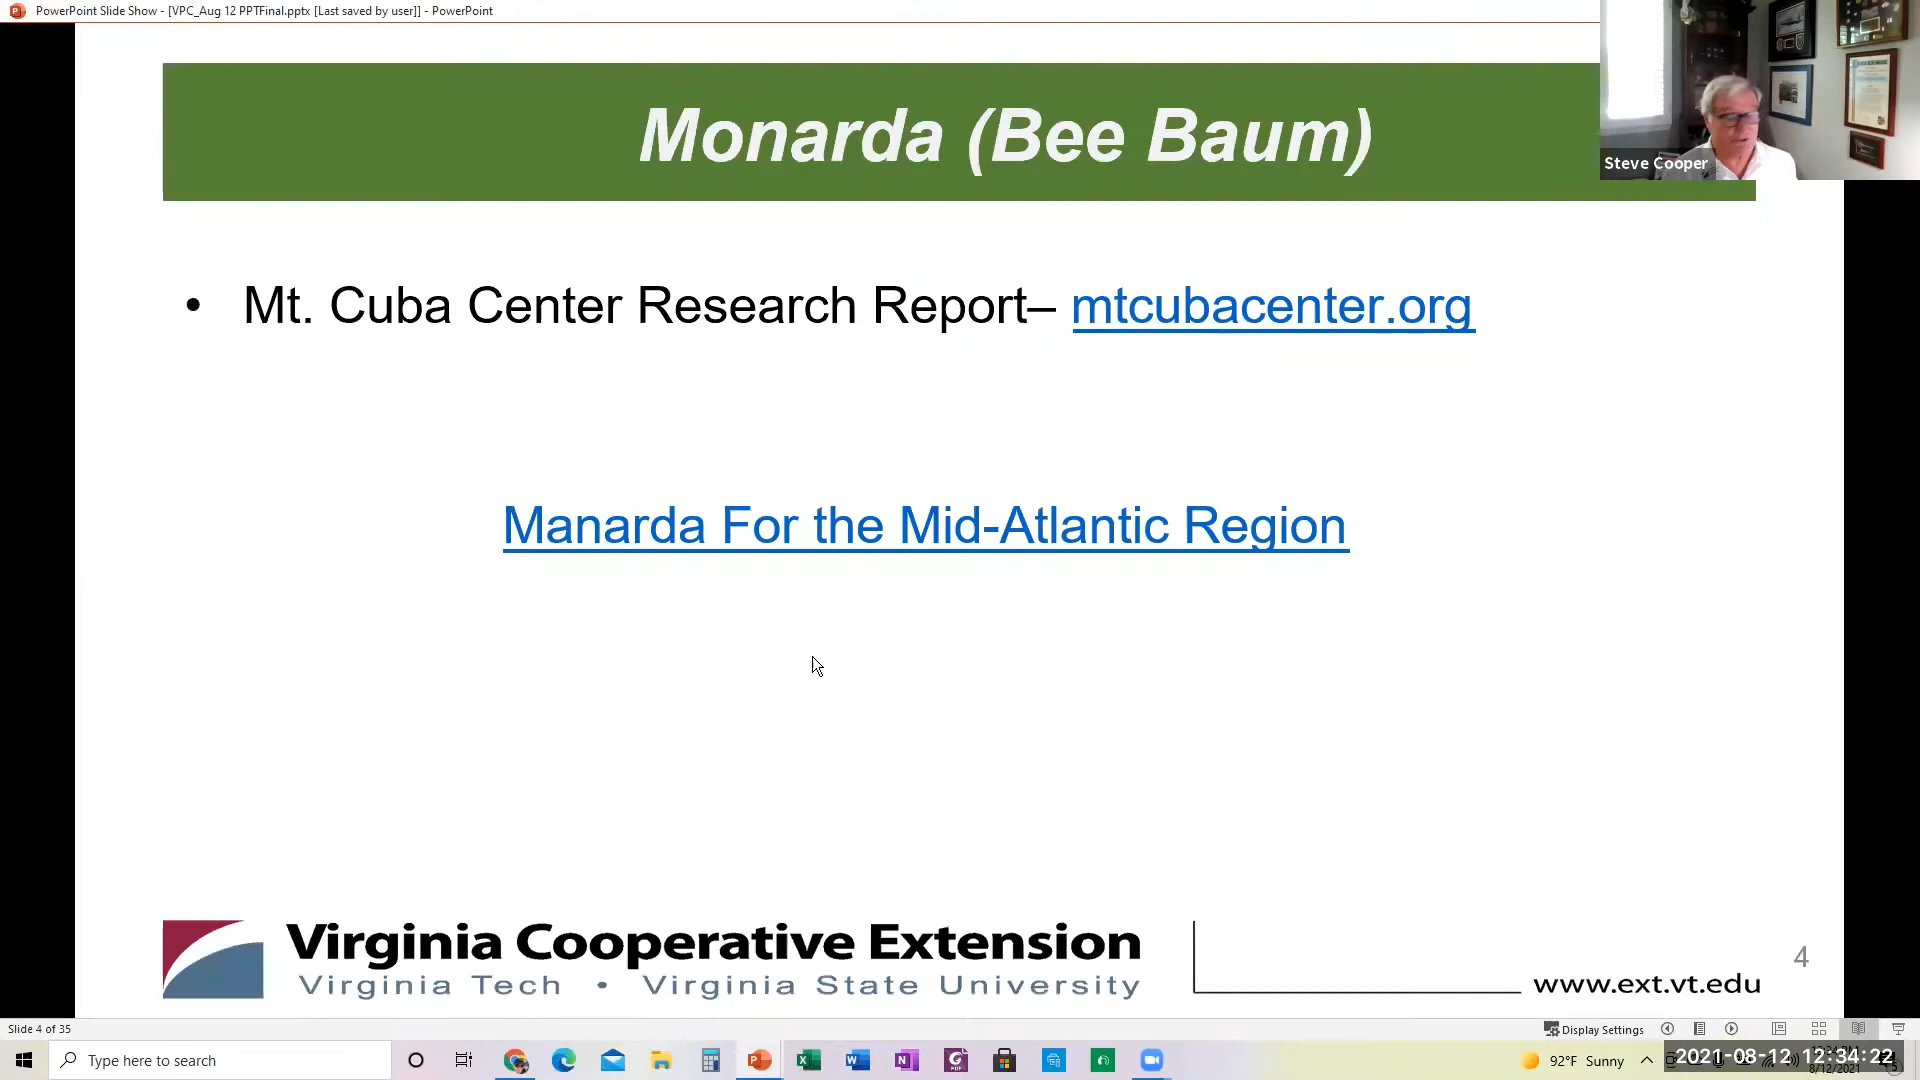 PowerPoint Slide Show - [VPC_Aug 12 PPTFinal.pptx [Last saved by user]] - PowerPoint
Monarda (Bee Baum)
Steve Cooper
• Mt. Cuba Center Research Report– mtcubacenter.org
Manarda For the Mid-Atlantic Region
Virginia Cooperative Extension
Virginia Tech • Virginia State University
www.ext.vt.edu
4
Slide 4 of 35
Display Settings
Type here to search
92°F Sunny
2021-08-12 12:34:22
8/12/2021